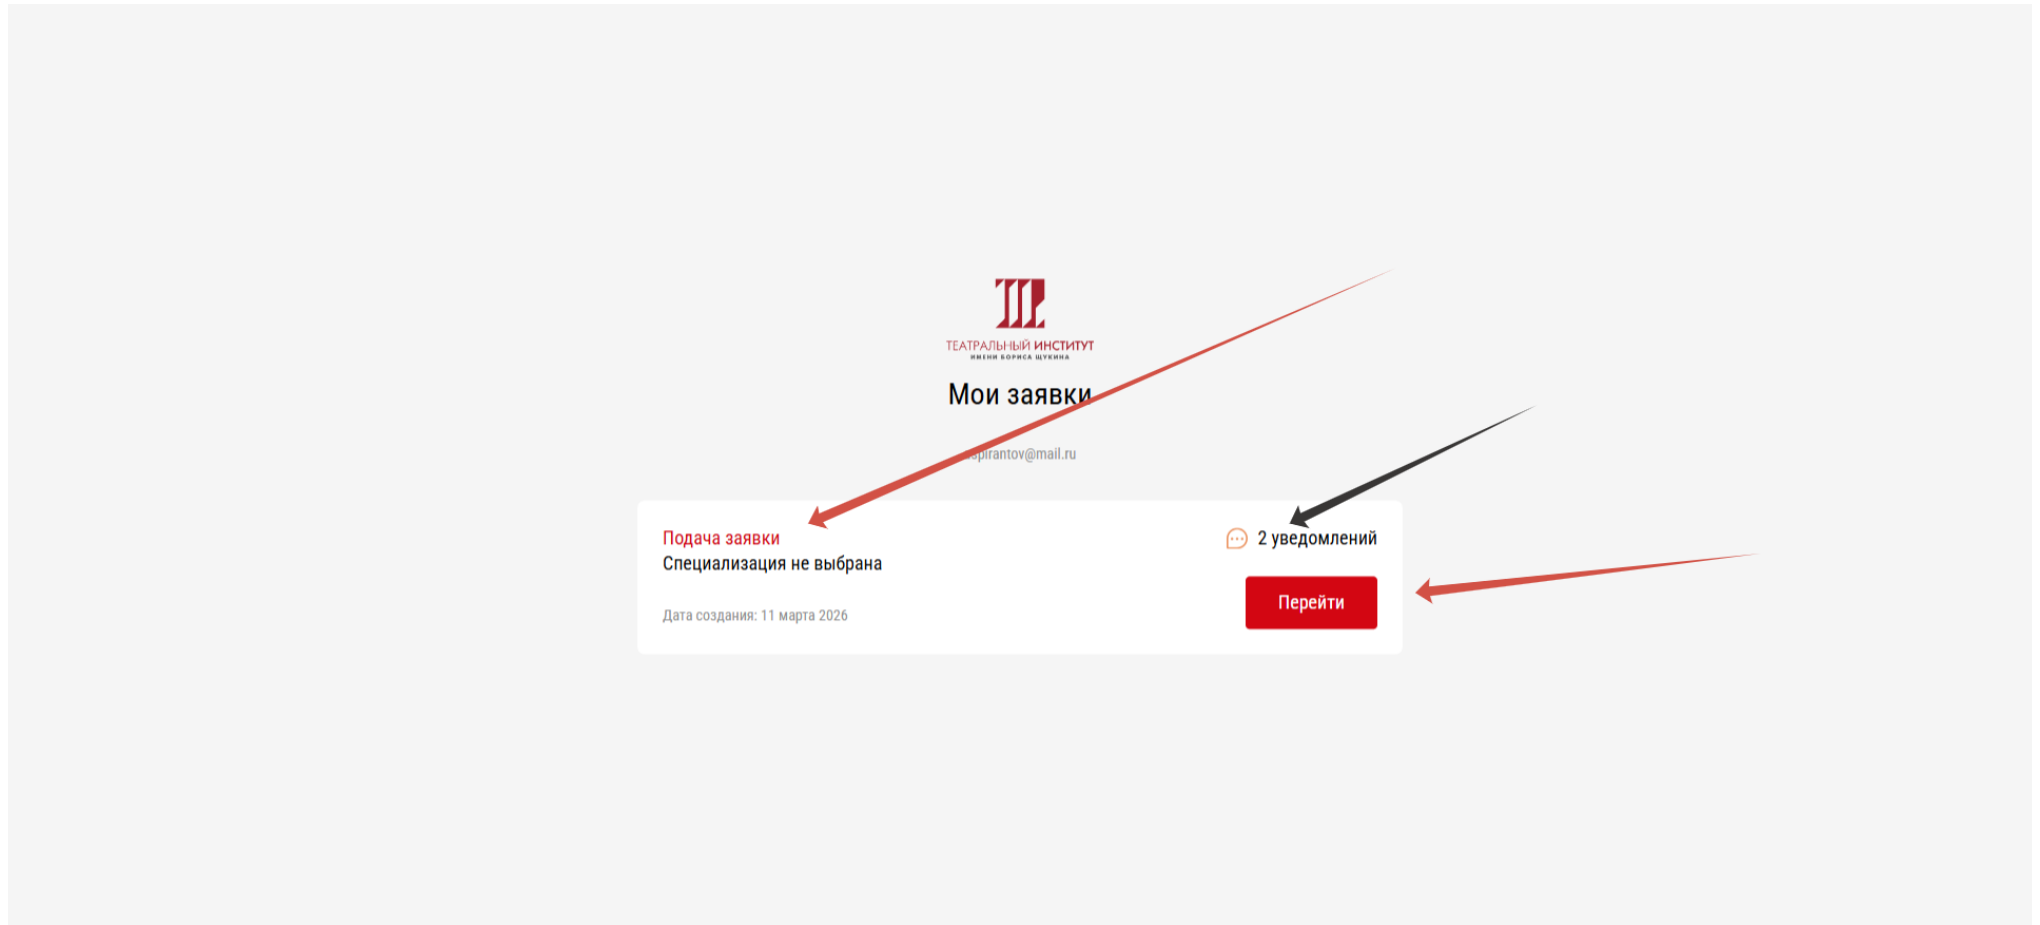 ТЕАТРАЛЬНЫЙ ИНСТИТУТ
ИМЕНИ БОРИСА ЩУКИНА
Мои заявки
Подача заявки
Специализация не выбрана
Дата создания: 11 марта 2026
2 уведомлений
Перейти